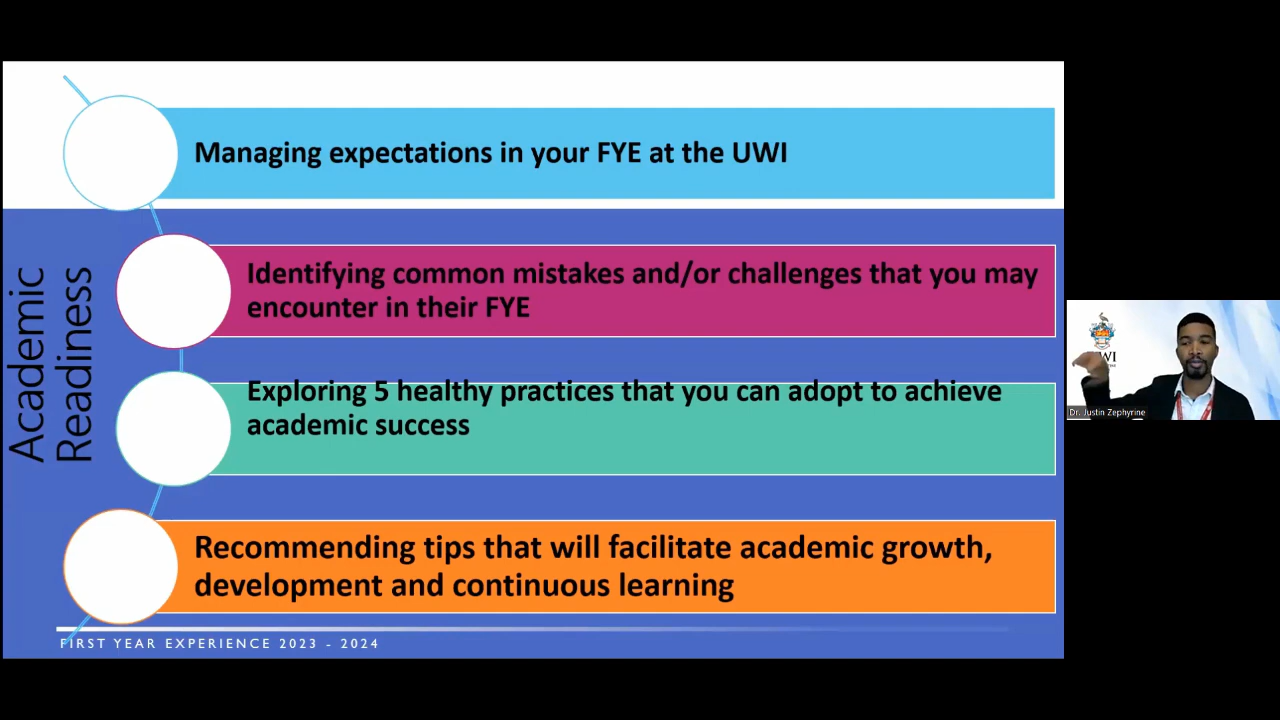 Managing expectations in your FYE at the UWI
Identifying common mistakes and/or challenges that you may
encounter in their FYE
Exploring 5 healthy practices that you can adopt to achieve
academic success
Recommending tips that will facilitate academic growth,
development and continuous learning
Academic
Readiness
FIRST YEAR EXPERIENCE 2023 - 2024
Dr. Justin Zephyrine